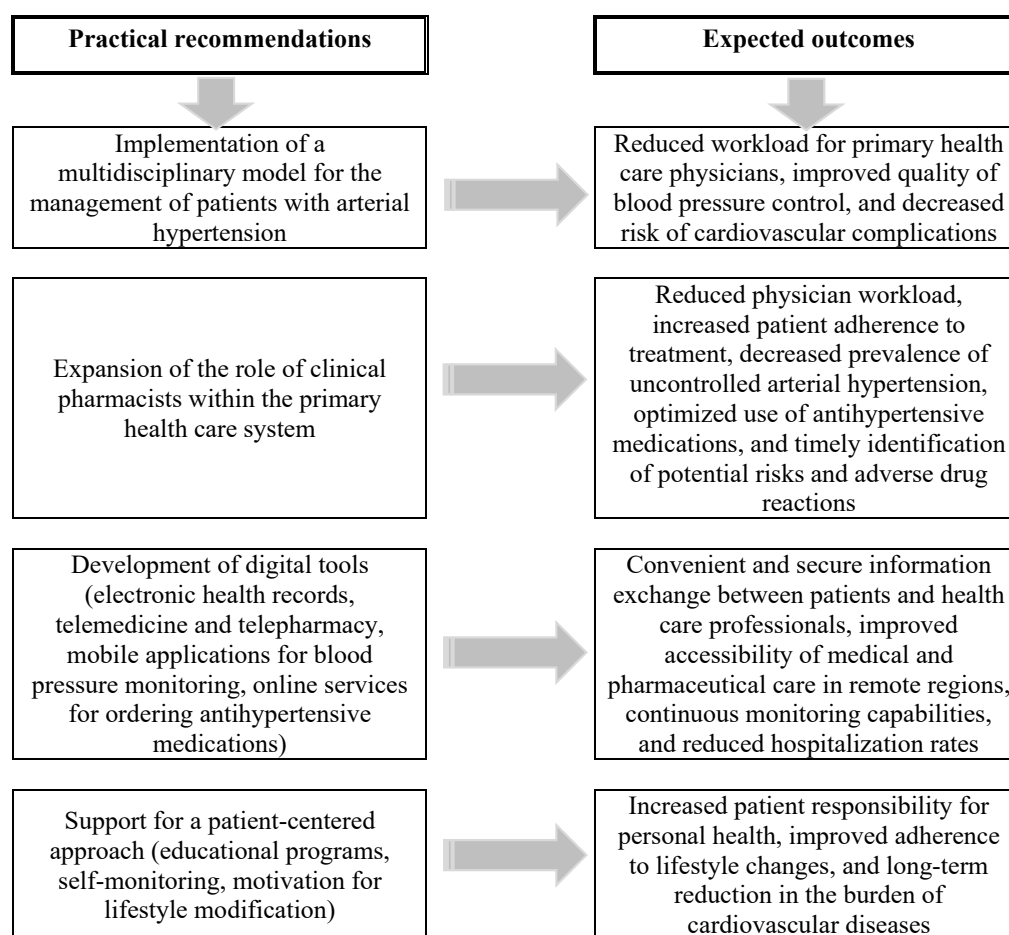 Practical recommendations
Expected outcomes
Implementation of a
multidisciplinary model for the
management of patients with arterial
hypertension
Reduced workload for primary health
care physicians, improved quality of
blood pressure control, and decreased
risk of cardiovascular complications
Expansion of the role of clinical
pharmacists within the primary
health care system
Reduced physician workload,
increased patient adherence to
treatment, decreased prevalence of
uncontrolled arterial hypertension,
optimized use of antihypertensive
medications, and timely identification
of potential risks and adverse drug
reactions
Development of digital tools
(electronic health records,
telemedicine and telepharmacy,
mobile applications for blood
pressure monitoring, online services
for ordering antihypertensive
medications)
Convenient and secure information
exchange between patients and health
care professionals, improved
accessibility of medical and
pharmaceutical care in remote regions,
continuous monitoring capabilities,
and reduced hospitalization rates
Support for a patient-centered
approach (educational programs,
self-monitoring, motivation for
lifestyle modification)
Increased patient responsibility for
personal health, improved adherence
to lifestyle changes, and long-term
reduction in the burden of
cardiovascular diseases